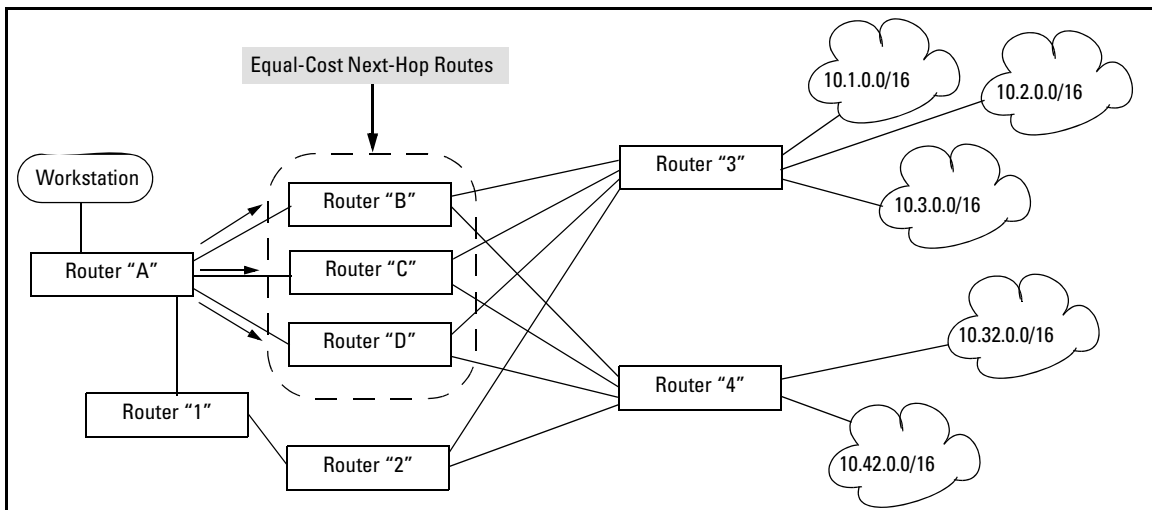 Equal-Cost Next-Hop Routes
10.1.0.0/16
10.2.0.0/16
Router “3”
Workstation
Router “B”
10.3.0.0/16
Router “A”
Router “C”
Router “D”
10.32.0.0/16
Router “4”
Router “1”
Router “2”
10.42.0.0/16